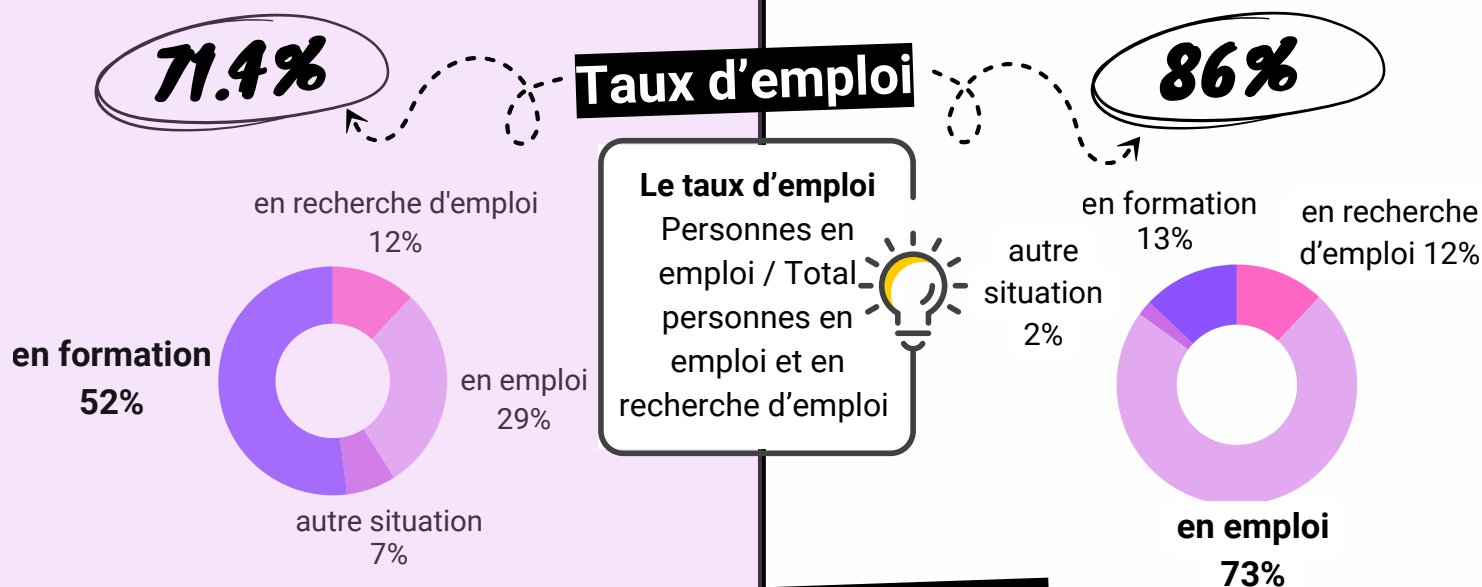 71.4%
Taux d’emploi
86%
en recherche d'emploi
12%
en formation
52%
en emploi
29%
autre situation
7%
Le taux d’emploi
Personnes en
emploi / Total
personnes en
emploi et en
recherche d’emploi
autre
situation
2%
en formation
13%
en recherche
d’emploi 12%
en emploi
73%